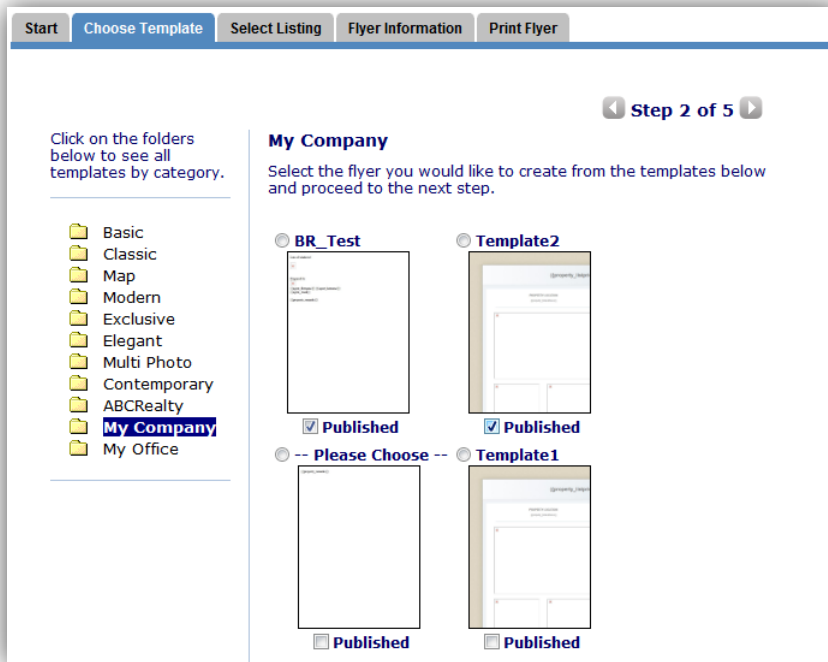 Start Choose Template Select Listing Flyer Information Print Flyer
Step 2 of 5
Click on the folders
below to see all
templates by category.
Basic
Classic
Map
Modern
Exclusive
Elegant
Multi Photo
Contemporary
ABCRealty
My Company
My Office
My Company
Select the flyer you would like to create from the templates below
and proceed to the next step.
BR_Test Template2
Published Published
-- Please Choose -- Template1
Published Published